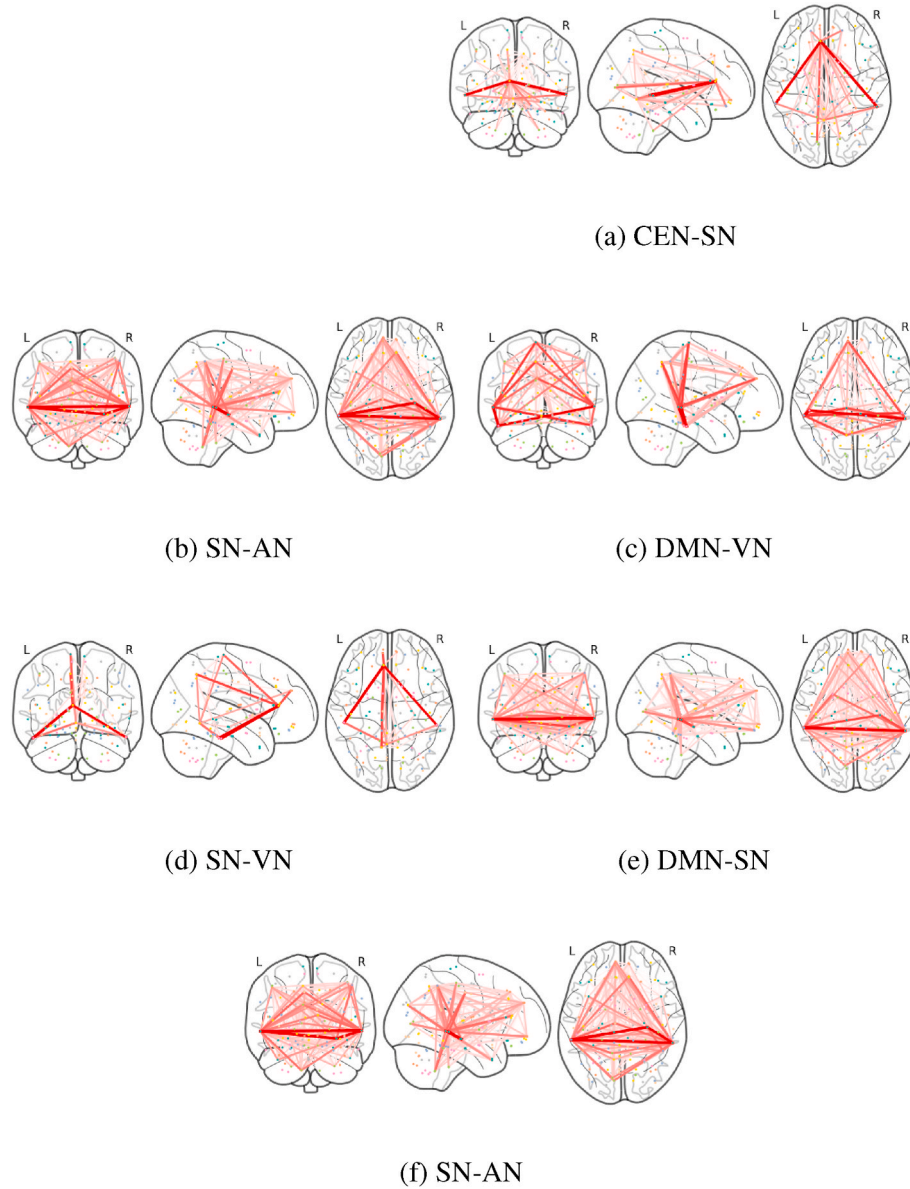 L R L R
(a) CEN-SN
L R L R L R L R
(b) SN-AN (c) DMN-VN
L R L R L R L R
(d) SN-VN (e) DMN-SN
L R L R
(f) SN-AN